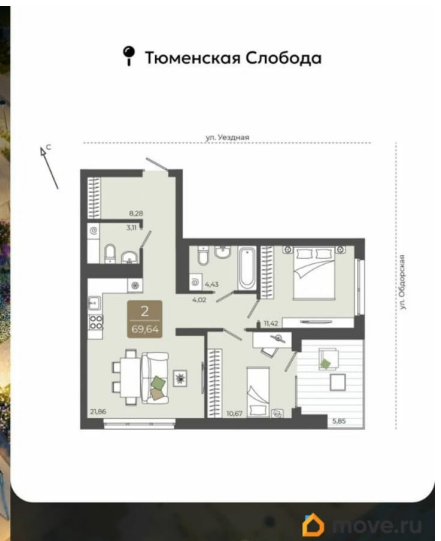 Тюменская Слобода
ул. Уездная
С
ул. Обдорская
8.28
3,11
4,43
4.02
11,42
2
69,64
21,86
10,67
5,85
move.ru